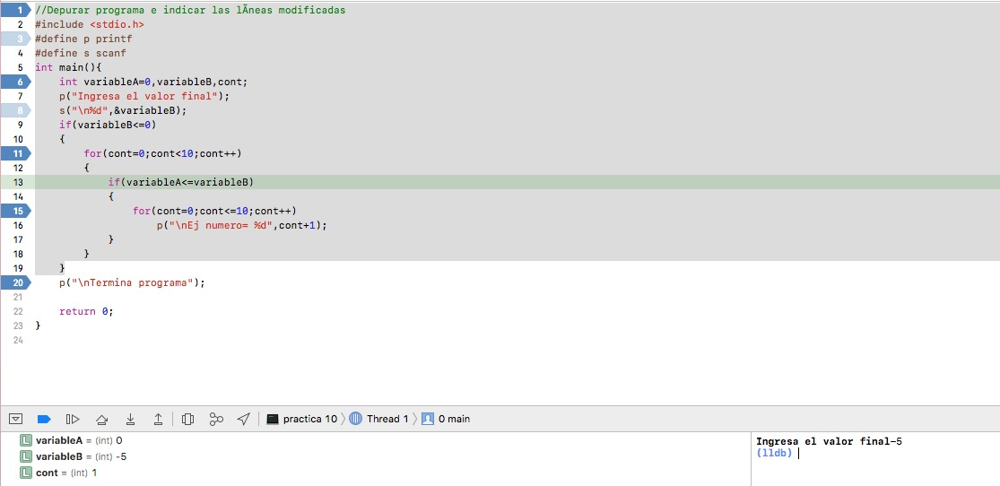 1 //Depurar programa e indicar las lÃneas modificadas
2 #include <stdio.h>
3 #define p printf
4 #define s scanf
5 int main(){
6 int variableA=0,variableB,cont;
7 p("Ingresa el valor final");
8 s("\n%d",&variableB);
9 if(variableB<=0)
10 {
11 for(cont=0;cont<10;cont++)
12 {
13 if(variableA<=variableB)
14 {
15 for(cont=0;cont<=10;cont++)
16 p("\nEj numero= %d",cont+1);
17 }
18 }
19 }
20 p("\nTermina programa");
21
22 return 0;
23 }
24
practica 10 Thread 1 0 main
L variableA = (int) 0
L variableB = (int) -5
L cont = (int) 1
Ingresa el valor final-5
(lldb)